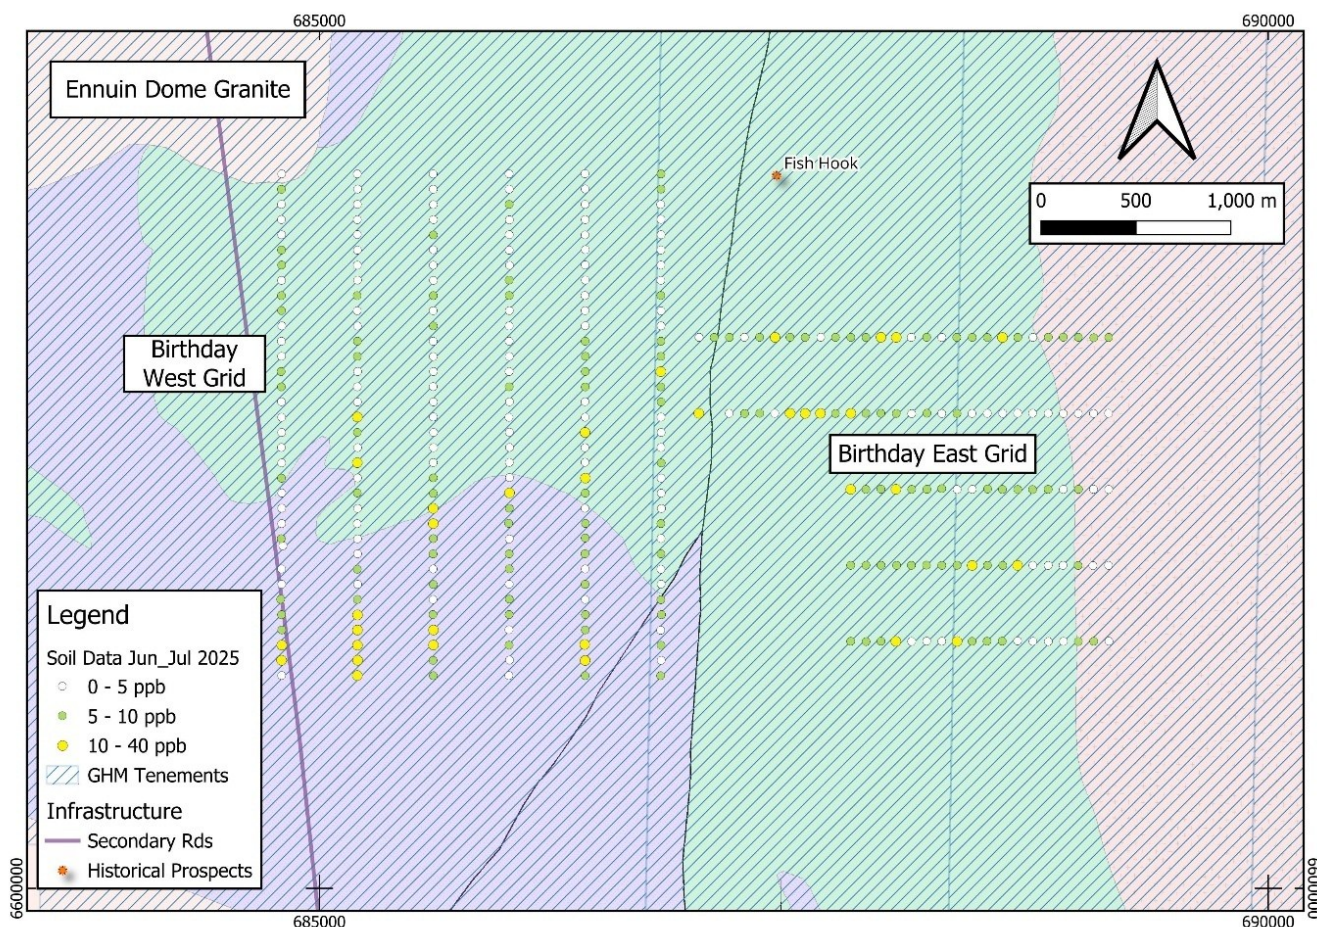 685000
690000
Ennuin Dome Granite
Fish Hook
0 500 1,000 m
Birthday
West Grid
Birthday East Grid
Legend
Soil Data Jun_Jul 2025
0 - 5 ppb
5 - 10 ppb
10 - 40 ppb
GHM Tenements
Infrastructure
Secondary Rds
Historical Prospects
6600000
6600000
685000
690000